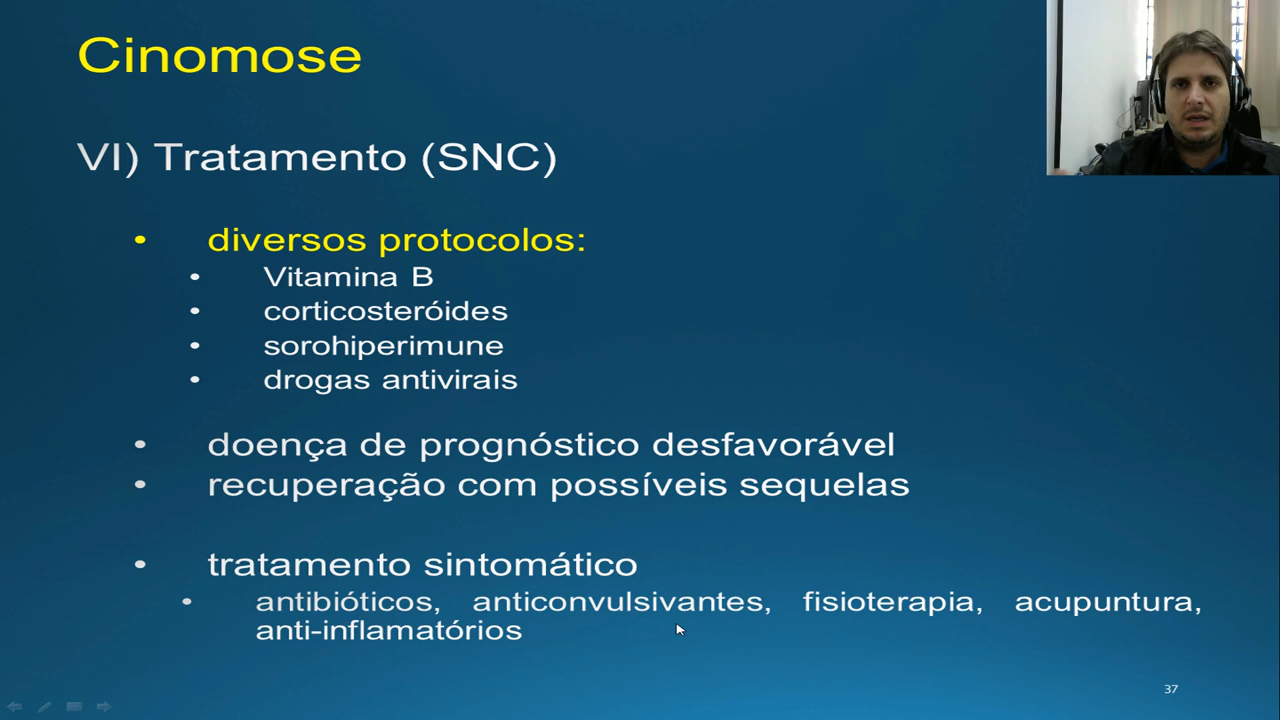 Cinomose
VI) Tratamento (SNC)
• diversos protocolos:
• Vitamina B
• corticosteróides
• sorohiperimune
• drogas antivirais
• doença de prognóstico desfavorável
• recuperação com possíveis sequelas
• tratamento sintomático
• antibióticos, anticonvulsivantes, fisioterapia, acupuntura,
anti-inflamatórios
37